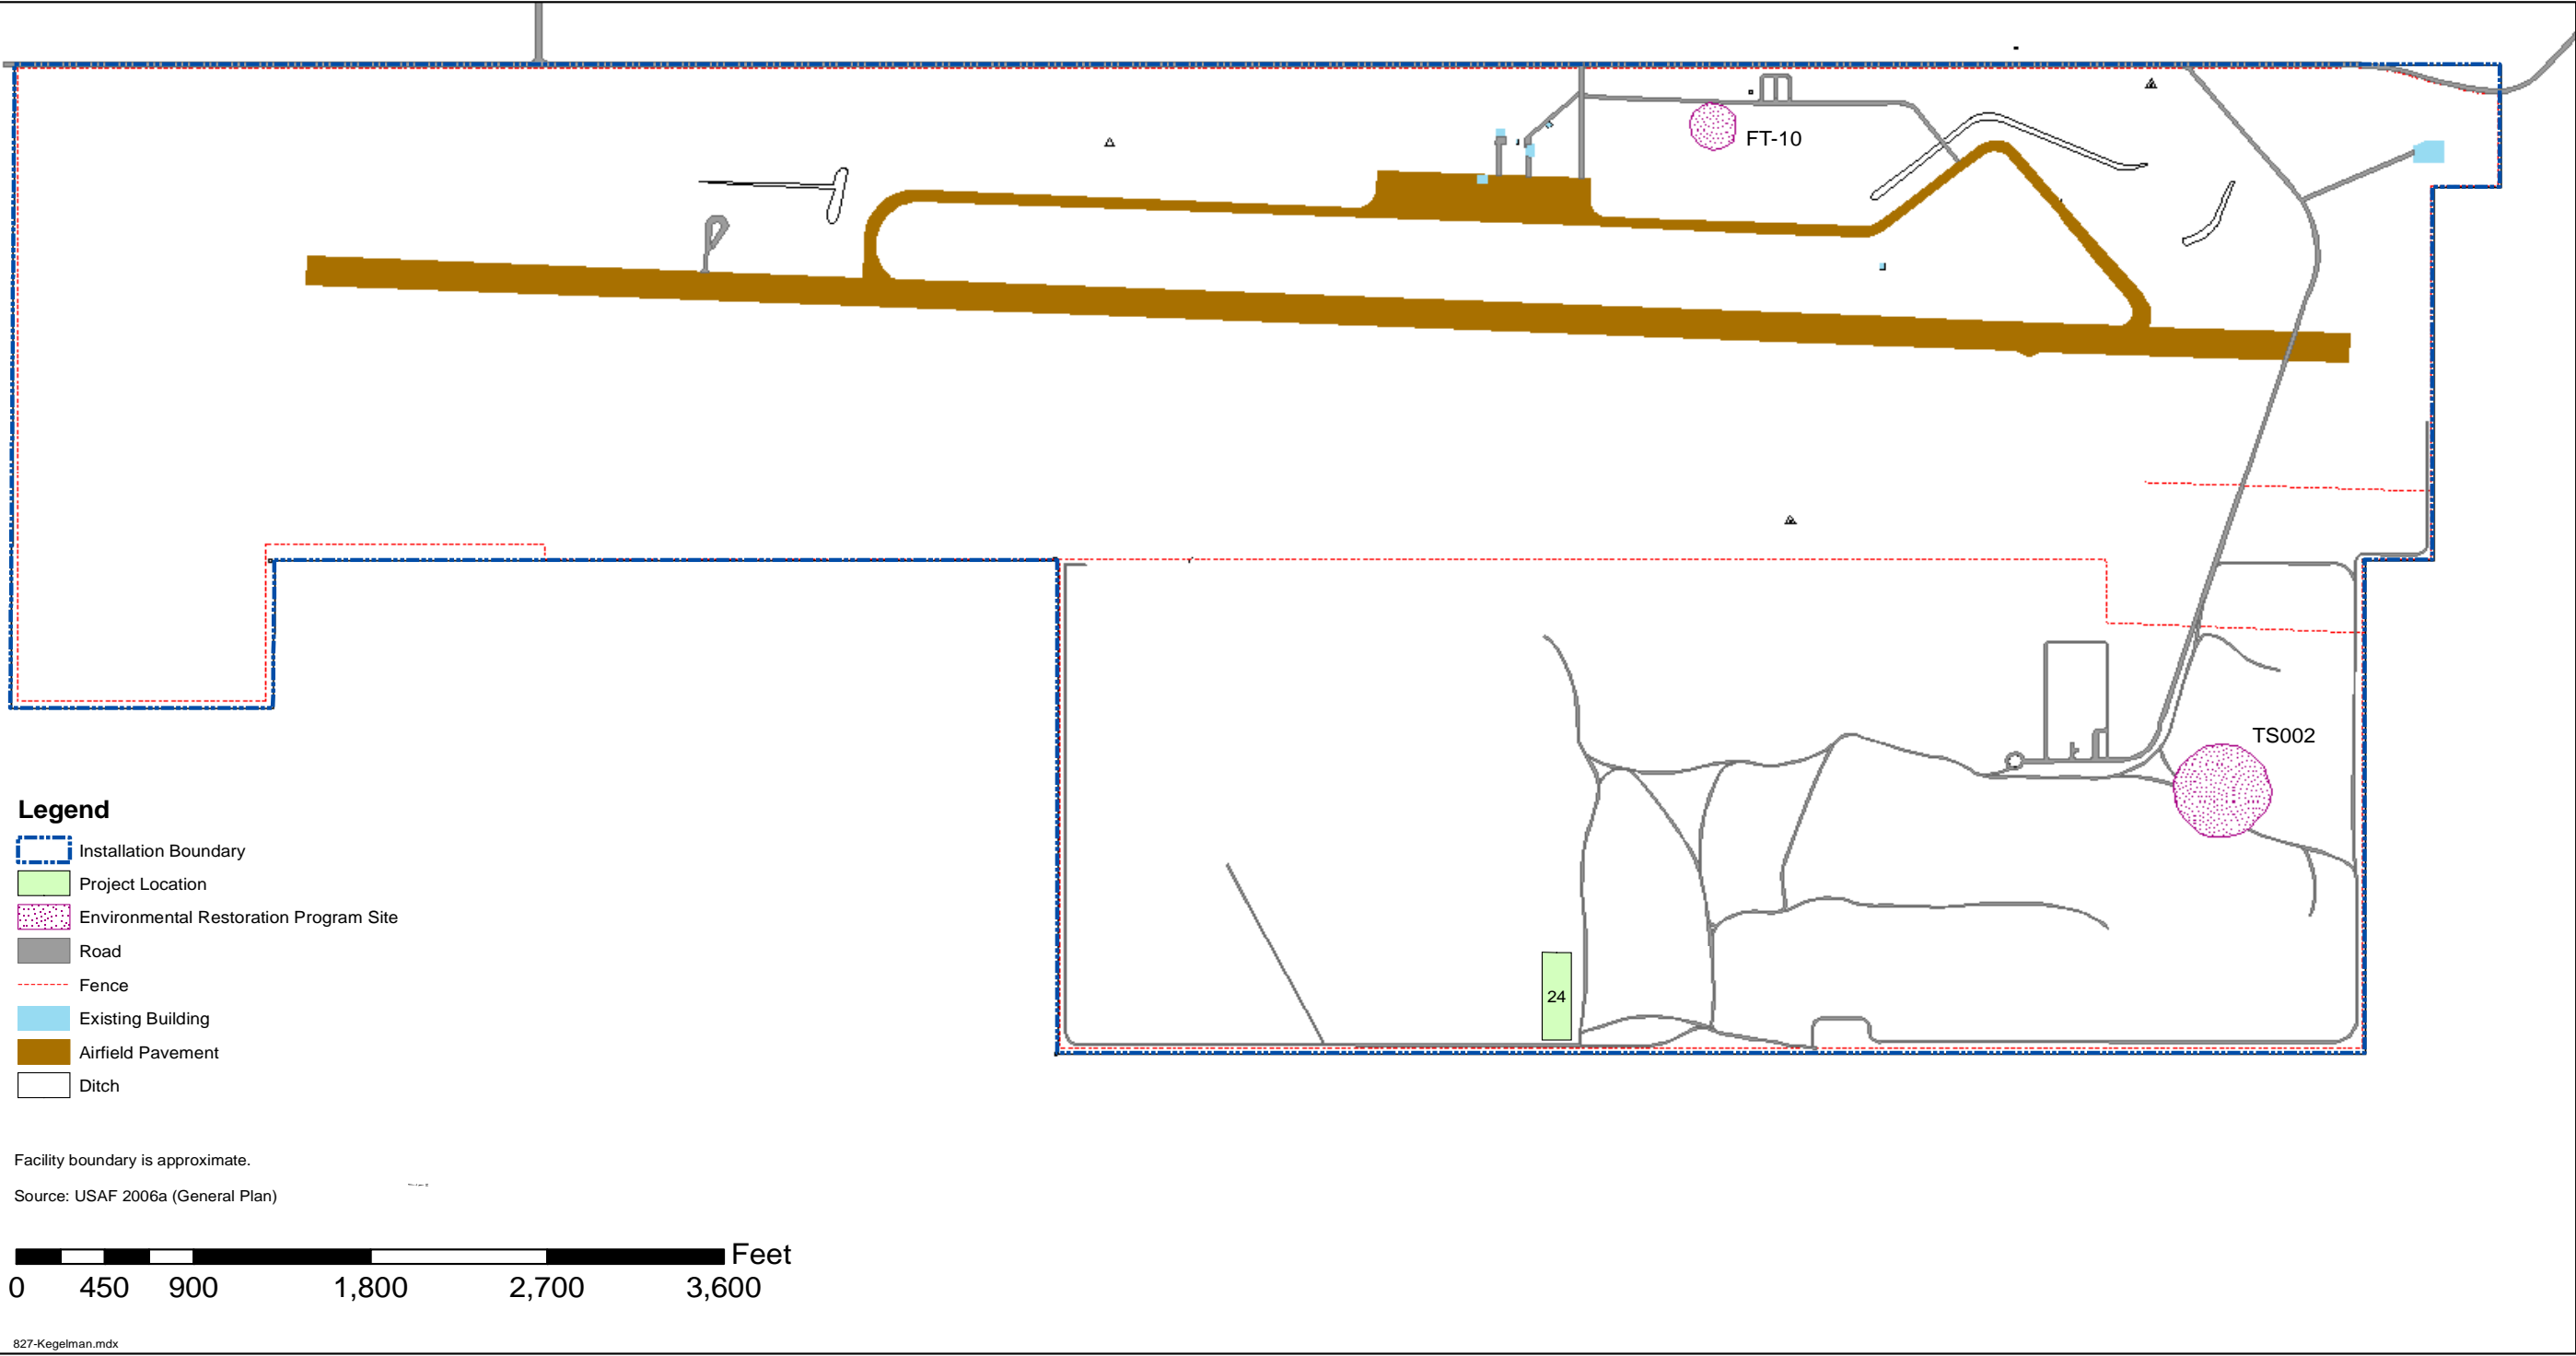 FT-10
TS002
24
Legend
Installation Boundary
Project Location
Environmental Restoration Program Site
Road
Fence
Existing Building
Airfield Pavement
Ditch
Facility boundary is approximate.
Source: USAF 2006a (General Plan)
Feet
0 450 900 1,800 2,700 3,600
827-Kegelman.mdx